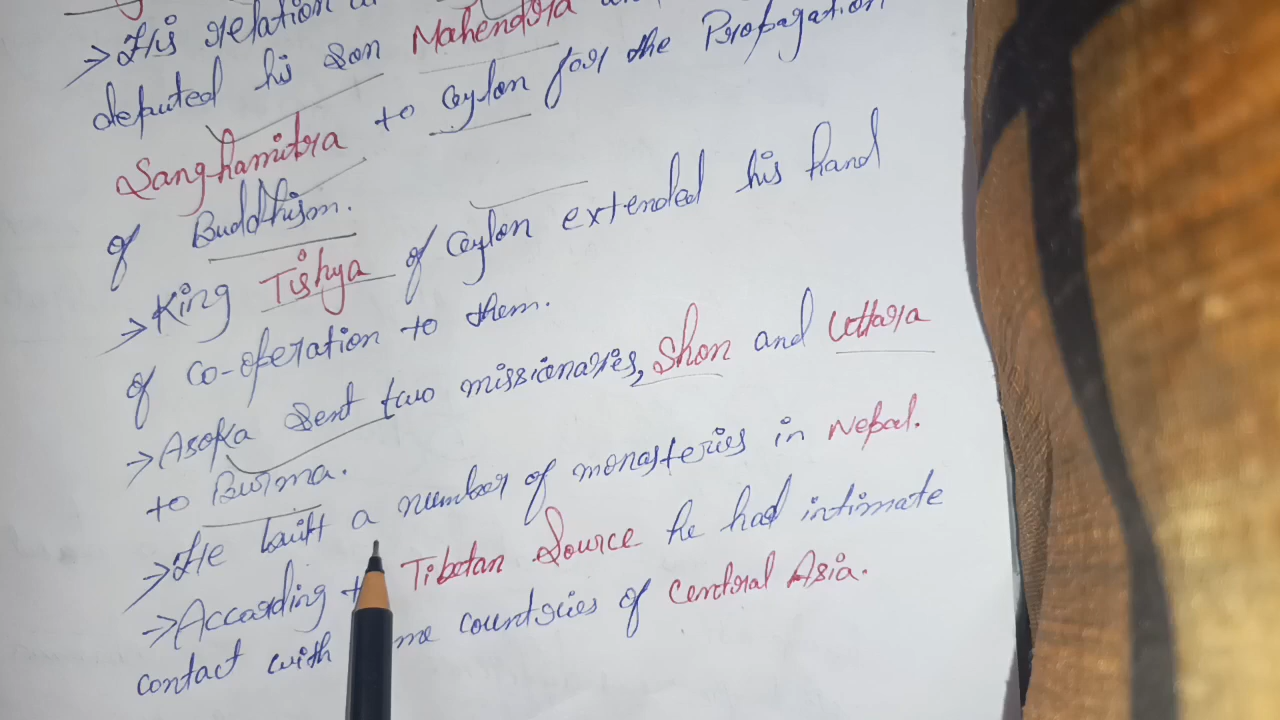 →His relation
deputed his son Mahendra
Sanghamitra to Ceylon for the Propagation
of Buddhism.
→King Tishya of Ceylon extended his hand
of co-operation to them.
→Asoka sent two missionaries, Shon and Uttara
to Burma.
→He built a number of monasteries in Nepal.
→According Tibetan Source he had intimate
contact with countries of Central Asia.